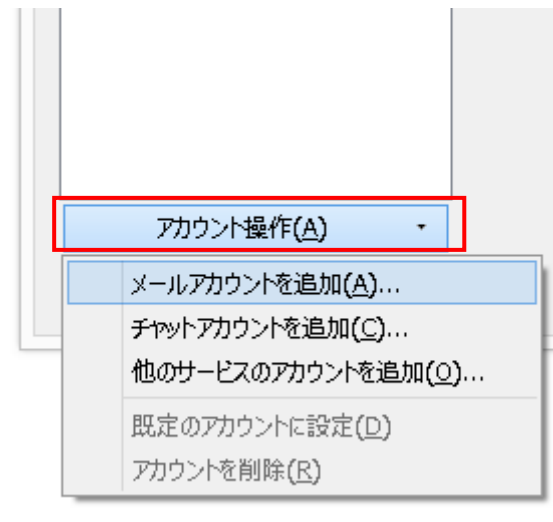 アカウント操作(A)
メールアカウントを追加(A)...
チャットアカウントを追加(C)...
他のサービスのアカウントを追加(O)...
既定のアカウントに設定(D)
アカウントを削除(R)